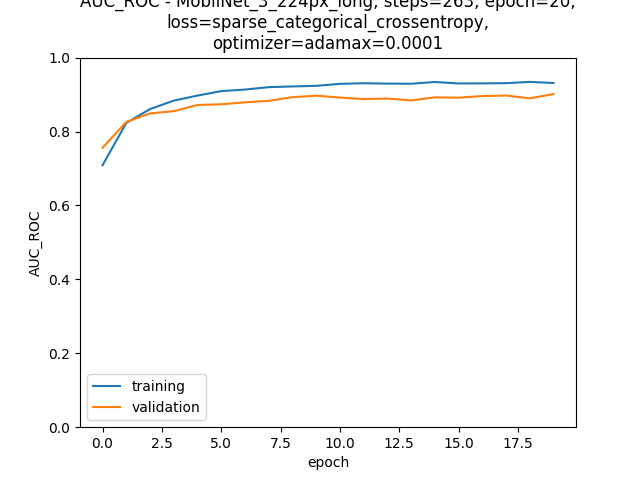 AUC_ROC - MobilNet_3_224px_long, steps=263, epoch=20,
loss=sparse_categorical_crossentropy,
optimizer=adamax=0.0001
1.0
0.8
0.6
0.4
0.2
0.0
AUC_ROC
training
validation
0.0 2.5 5.0 7.5 10.0 12.5 15.0 17.5
epoch